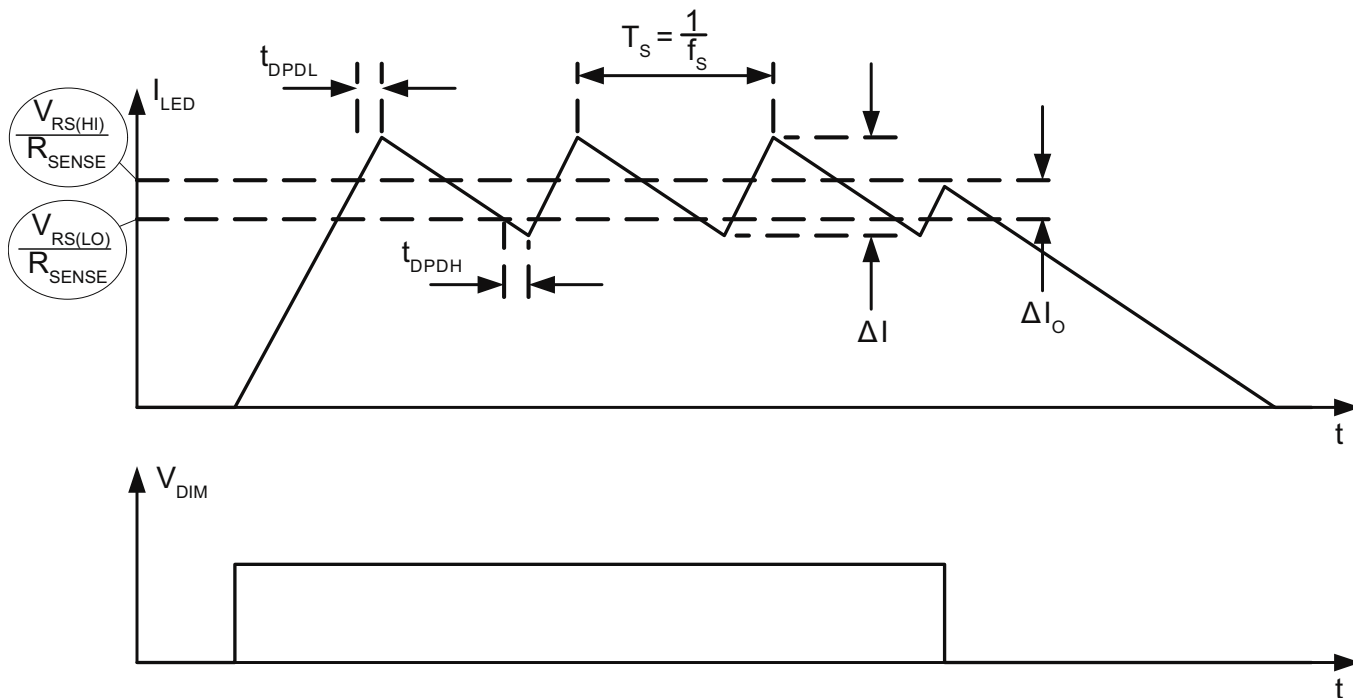 T_S = 1/f_S
t_DPDL
I_LED
V_RS(HI)
R_SENSE
V_RS(LO)
R_SENSE
t_DPDH
ΔI
ΔI_O
t
V_DIM
t